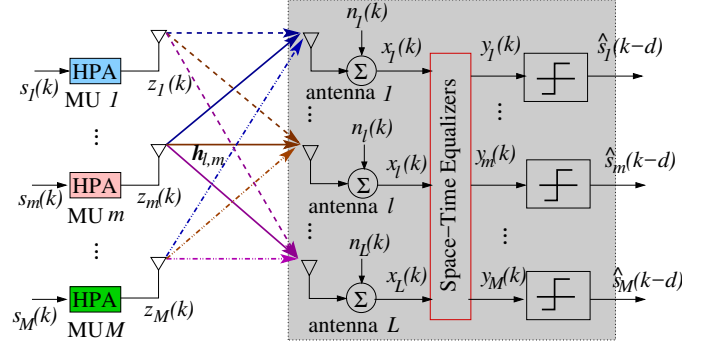 n_1(k)
HPA
x_1(k)
y_1(k)
ŝ_1(k-d)
s_1(k)
z_1(k)
Σ
MU 1
antenna 1
⋮
n_l(k)
h_{l,m}
HPA
x_l(k)
Space-Time Equalizers
y_m(k)
ŝ_m(k-d)
s_m(k)
z_m(k)
Σ
MU m
antenna l
⋮
n_L(k)
HPA
x_L(k)
y_M(k)
ŝ_M(k-d)
s_M(k)
z_M(k)
Σ
MU M
antenna L